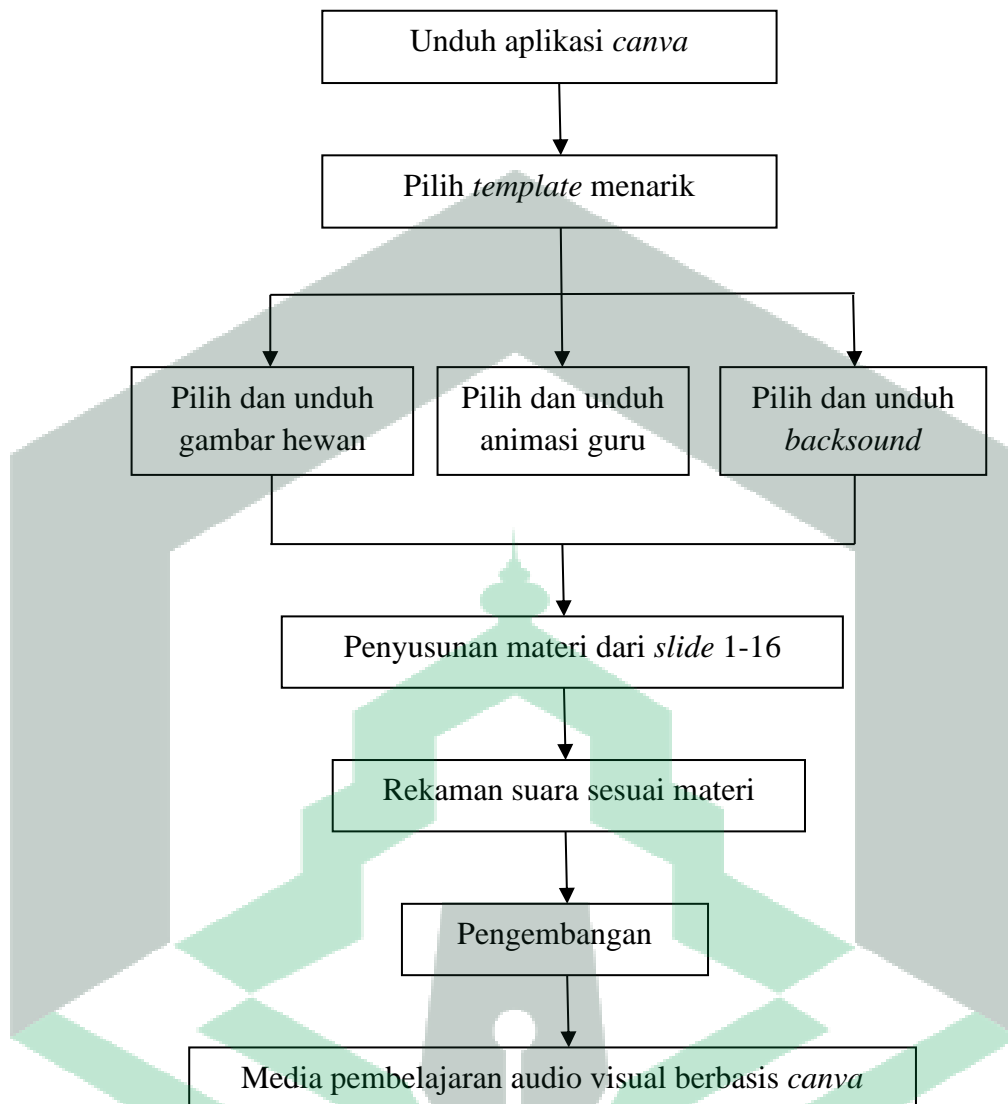 Unduh aplikasi canva
Pilih template menarik
Pilih dan unduh
gambar hewan
Pilih dan unduh
animasi guru
Pilih dan unduh
backsound
Penyusunan materi dari slide 1-16
Rekaman suara sesuai materi
Pengembangan
Media pembelajaran audio visual berbasis canva